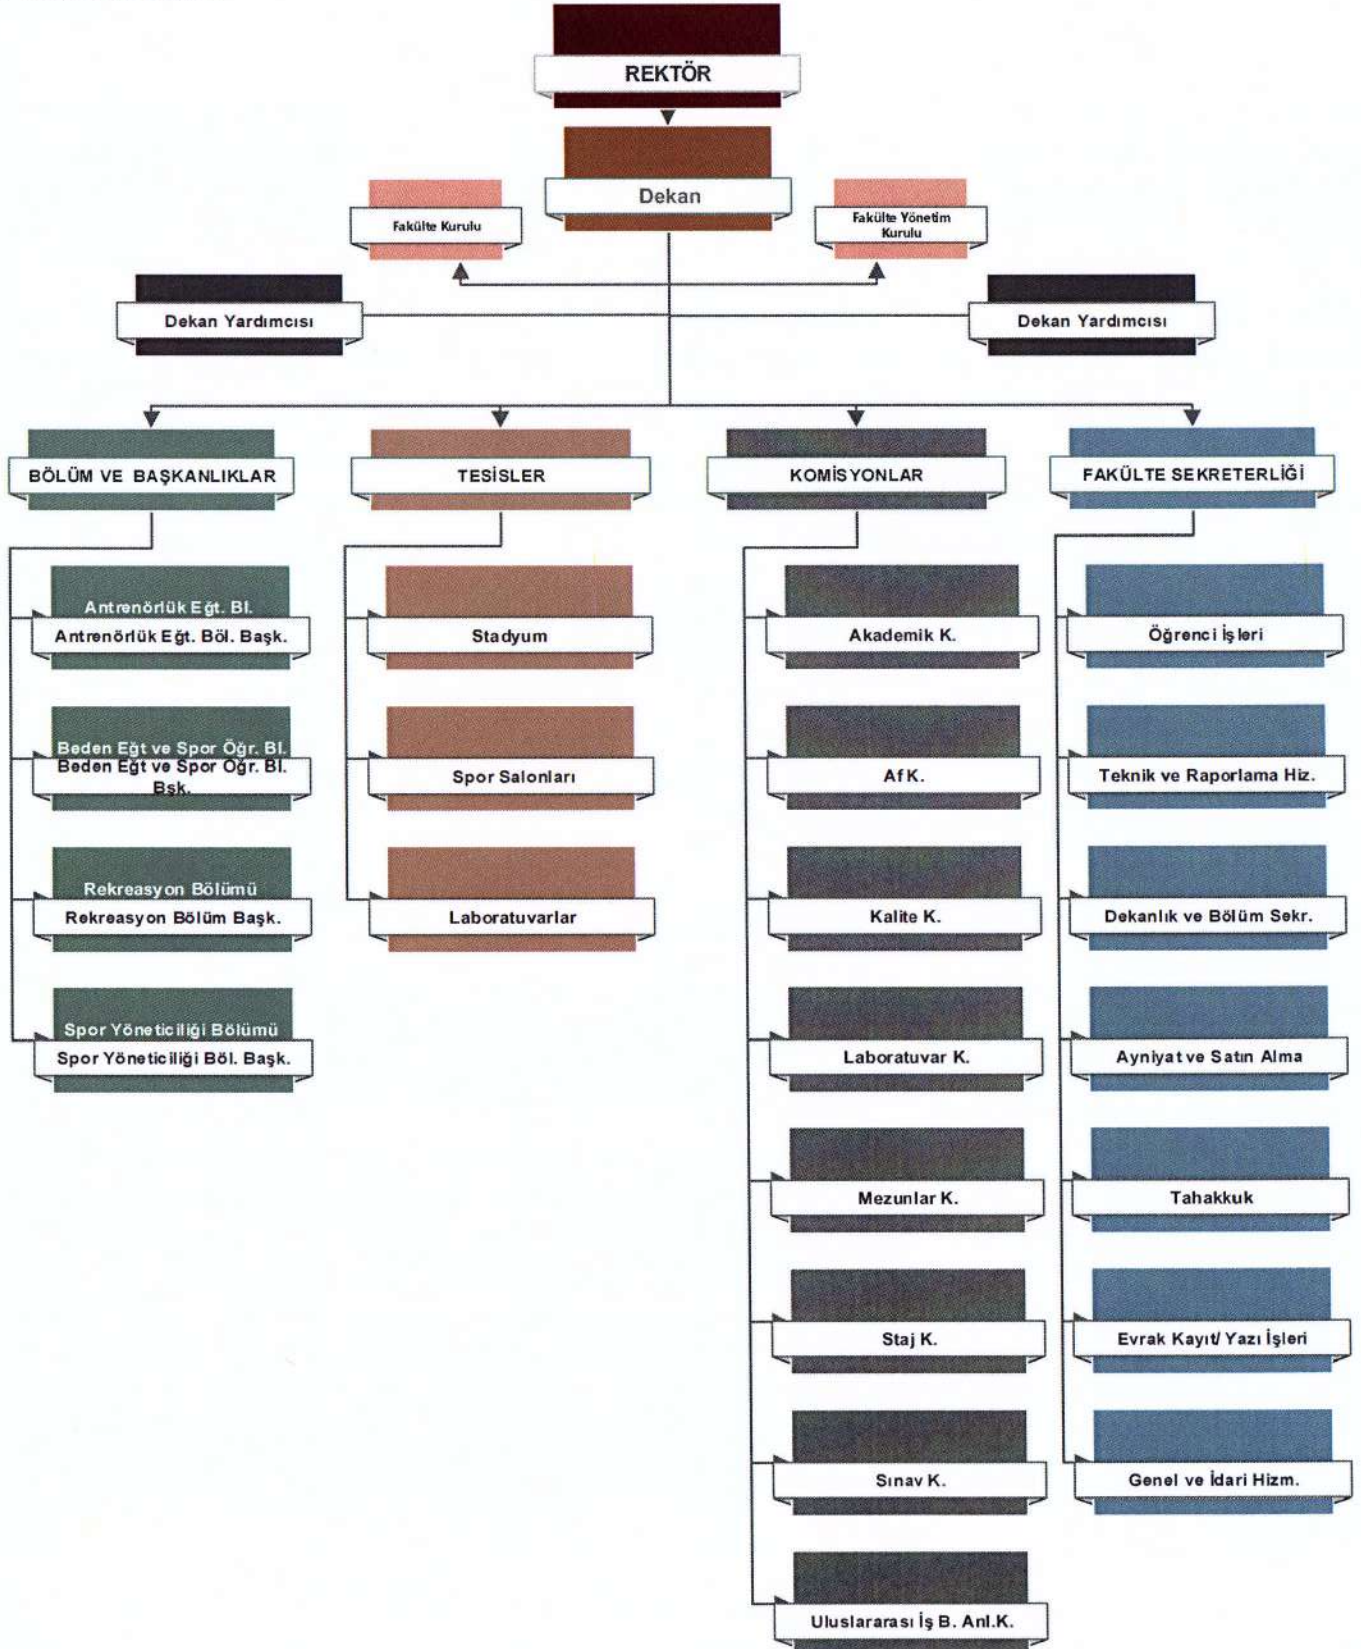 REKTÖR
Dekan
Fakülte Kurulu
Fakülte Yönetim
Kurulu
Dekan Yardımcısı
Dekan Yardımcısı
BÖLÜM VE BAŞKANLIKLAR
TESİSLER
KOMİSYONLAR
FAKÜLTE SEKRETERLİĞİ
Antrenörlük Eğt. Bl.
Antrenörlük Eğt. Böl. Başk.
Beden Eğt ve Spor Öğr. Bl.
Beden Eğt ve Spor Öğr. Bl.
Bşk.
Rekreasyon Bölümü
Rekreasyon Bölüm Başk.
Spor Yöneticiliği Bölümü
Spor Yöneticiliği Böl. Başk.
Stadyum
Spor Salonları
Laboratuvarlar
Akademik K.
Af K.
Kalite K.
Laboratuvar K.
Mezunlar K.
Staj K.
Sınav K.
Uluslararası İş B. Anl.K.
Öğrenci İşleri
Teknik ve Raporlama Hiz.
Dekanlık ve Bölüm Sekr.
Ayniyat ve Satın Alma
Tahakkuk
Evrak Kayıt/ Yazı İşleri
Genel ve İdari Hizm.